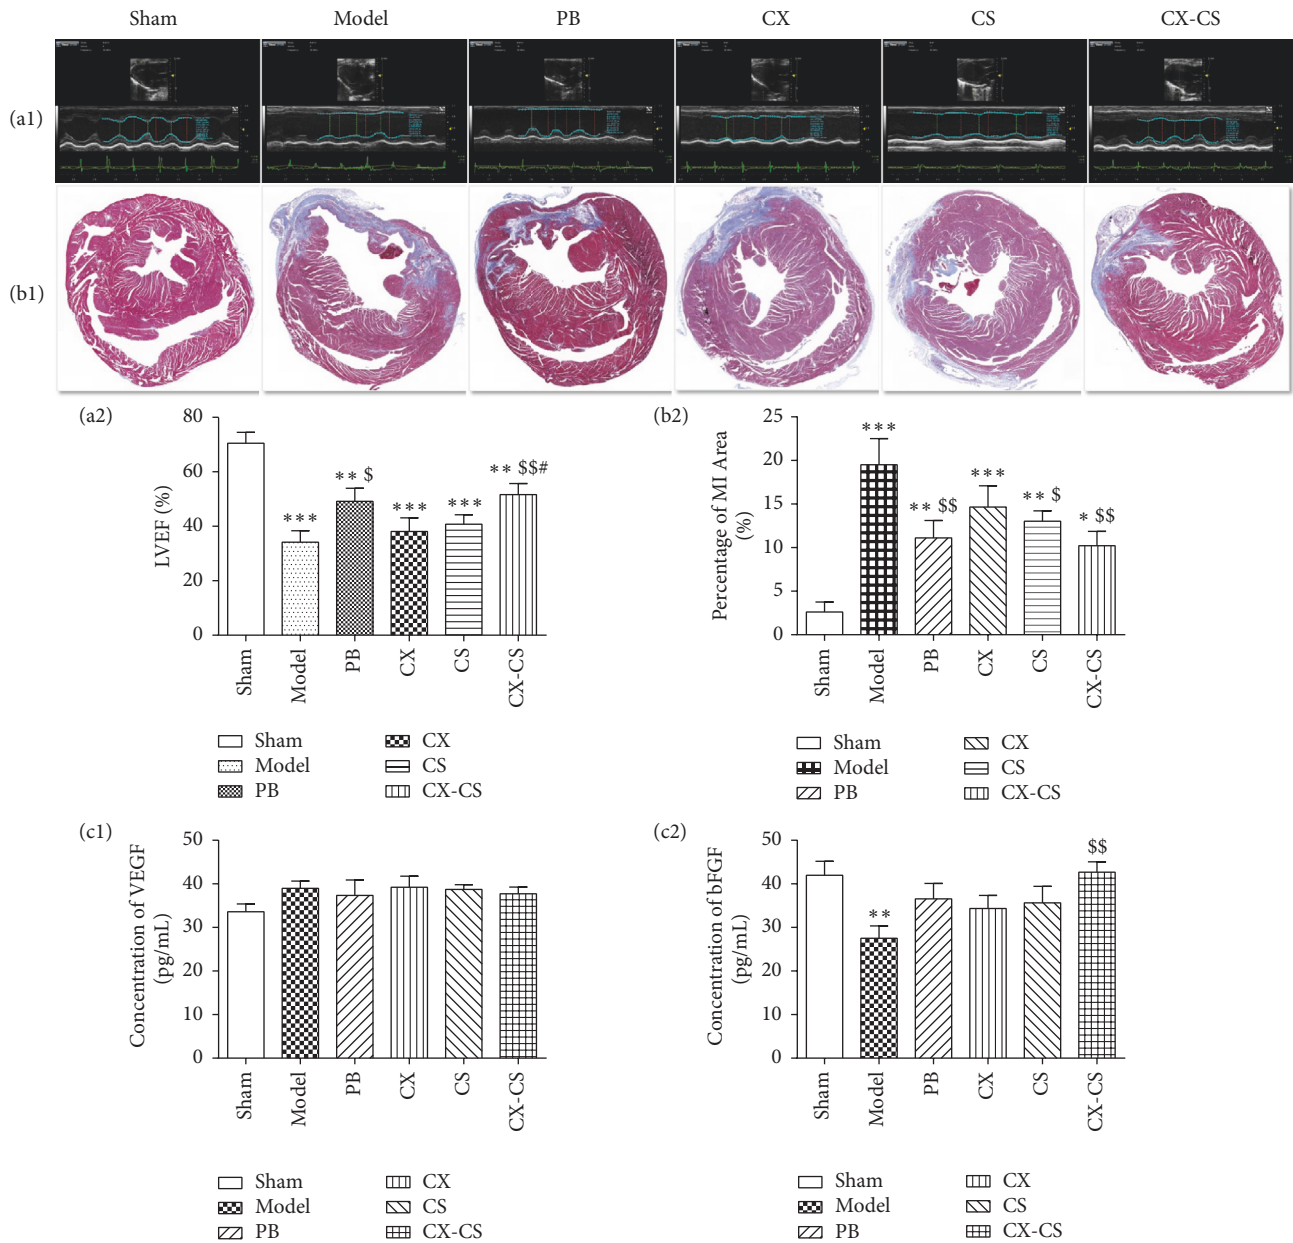 Sham Model PB CX CS CX-CS
(a1)
(b1)
(a2)
80
60
40
60
80
0
LVEF (%)
***
** $
***
***
** $$#
Sham
Model
PB
CX
CS
CX-CS
Sham CX
Model CS
PB CX-CS
(b2)
25
20
15
10
5
0
Percentage of MI Area
(%)
***
** $$
***
** $
* $$
Sham
Model
PB
CX
CS
CX-CS
Sham CX
Model CS
PB CX-CS
(c1)
50
40
30
20
10
0
Concentration of VEGF
(pg/mL)
Sham
Model
PB
CX
CS
CX-CS
Sham CX
Model CS
PB CX-CS
(c2)
50
40
30
20
10
0
Concentration of bFGF
(pg/mL)
**
$$
Sham
Model
PB
CX
CS
CX-CS
Sham CX
Model CS
PB CX-CS